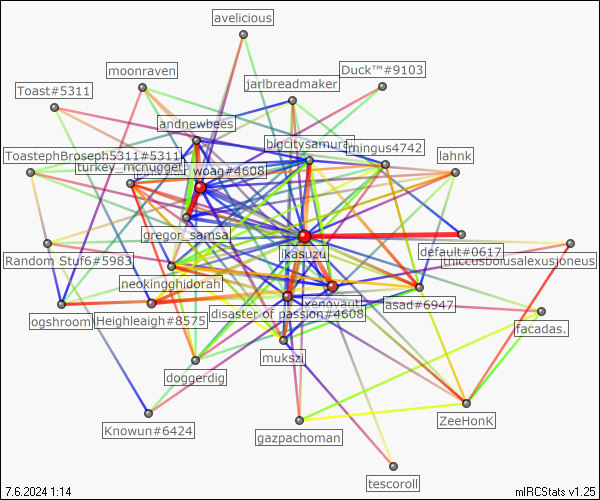 avelicious
moonraven
Duck™#9103
jarlbreadmaker
Toast#5311
andnewbees
bigcitysamurai
mingus4742
ToastephBroseph5311#5311
lahnk
turkey_mcnugget
woag#4608
gregor_samsa
ikasuzu
default#0617
Random Stuf6#5983
neokinghidorah
xenovaut
asad#6947
ogshroom
Heighleaigh#8575
disaster of passion#4608
facadas.
mukszi
doggerdig
ZeeHonK
Knowun#6424
gazpachoman
tescoroll
7.6.2024 1:14
mIRCStats v1.25